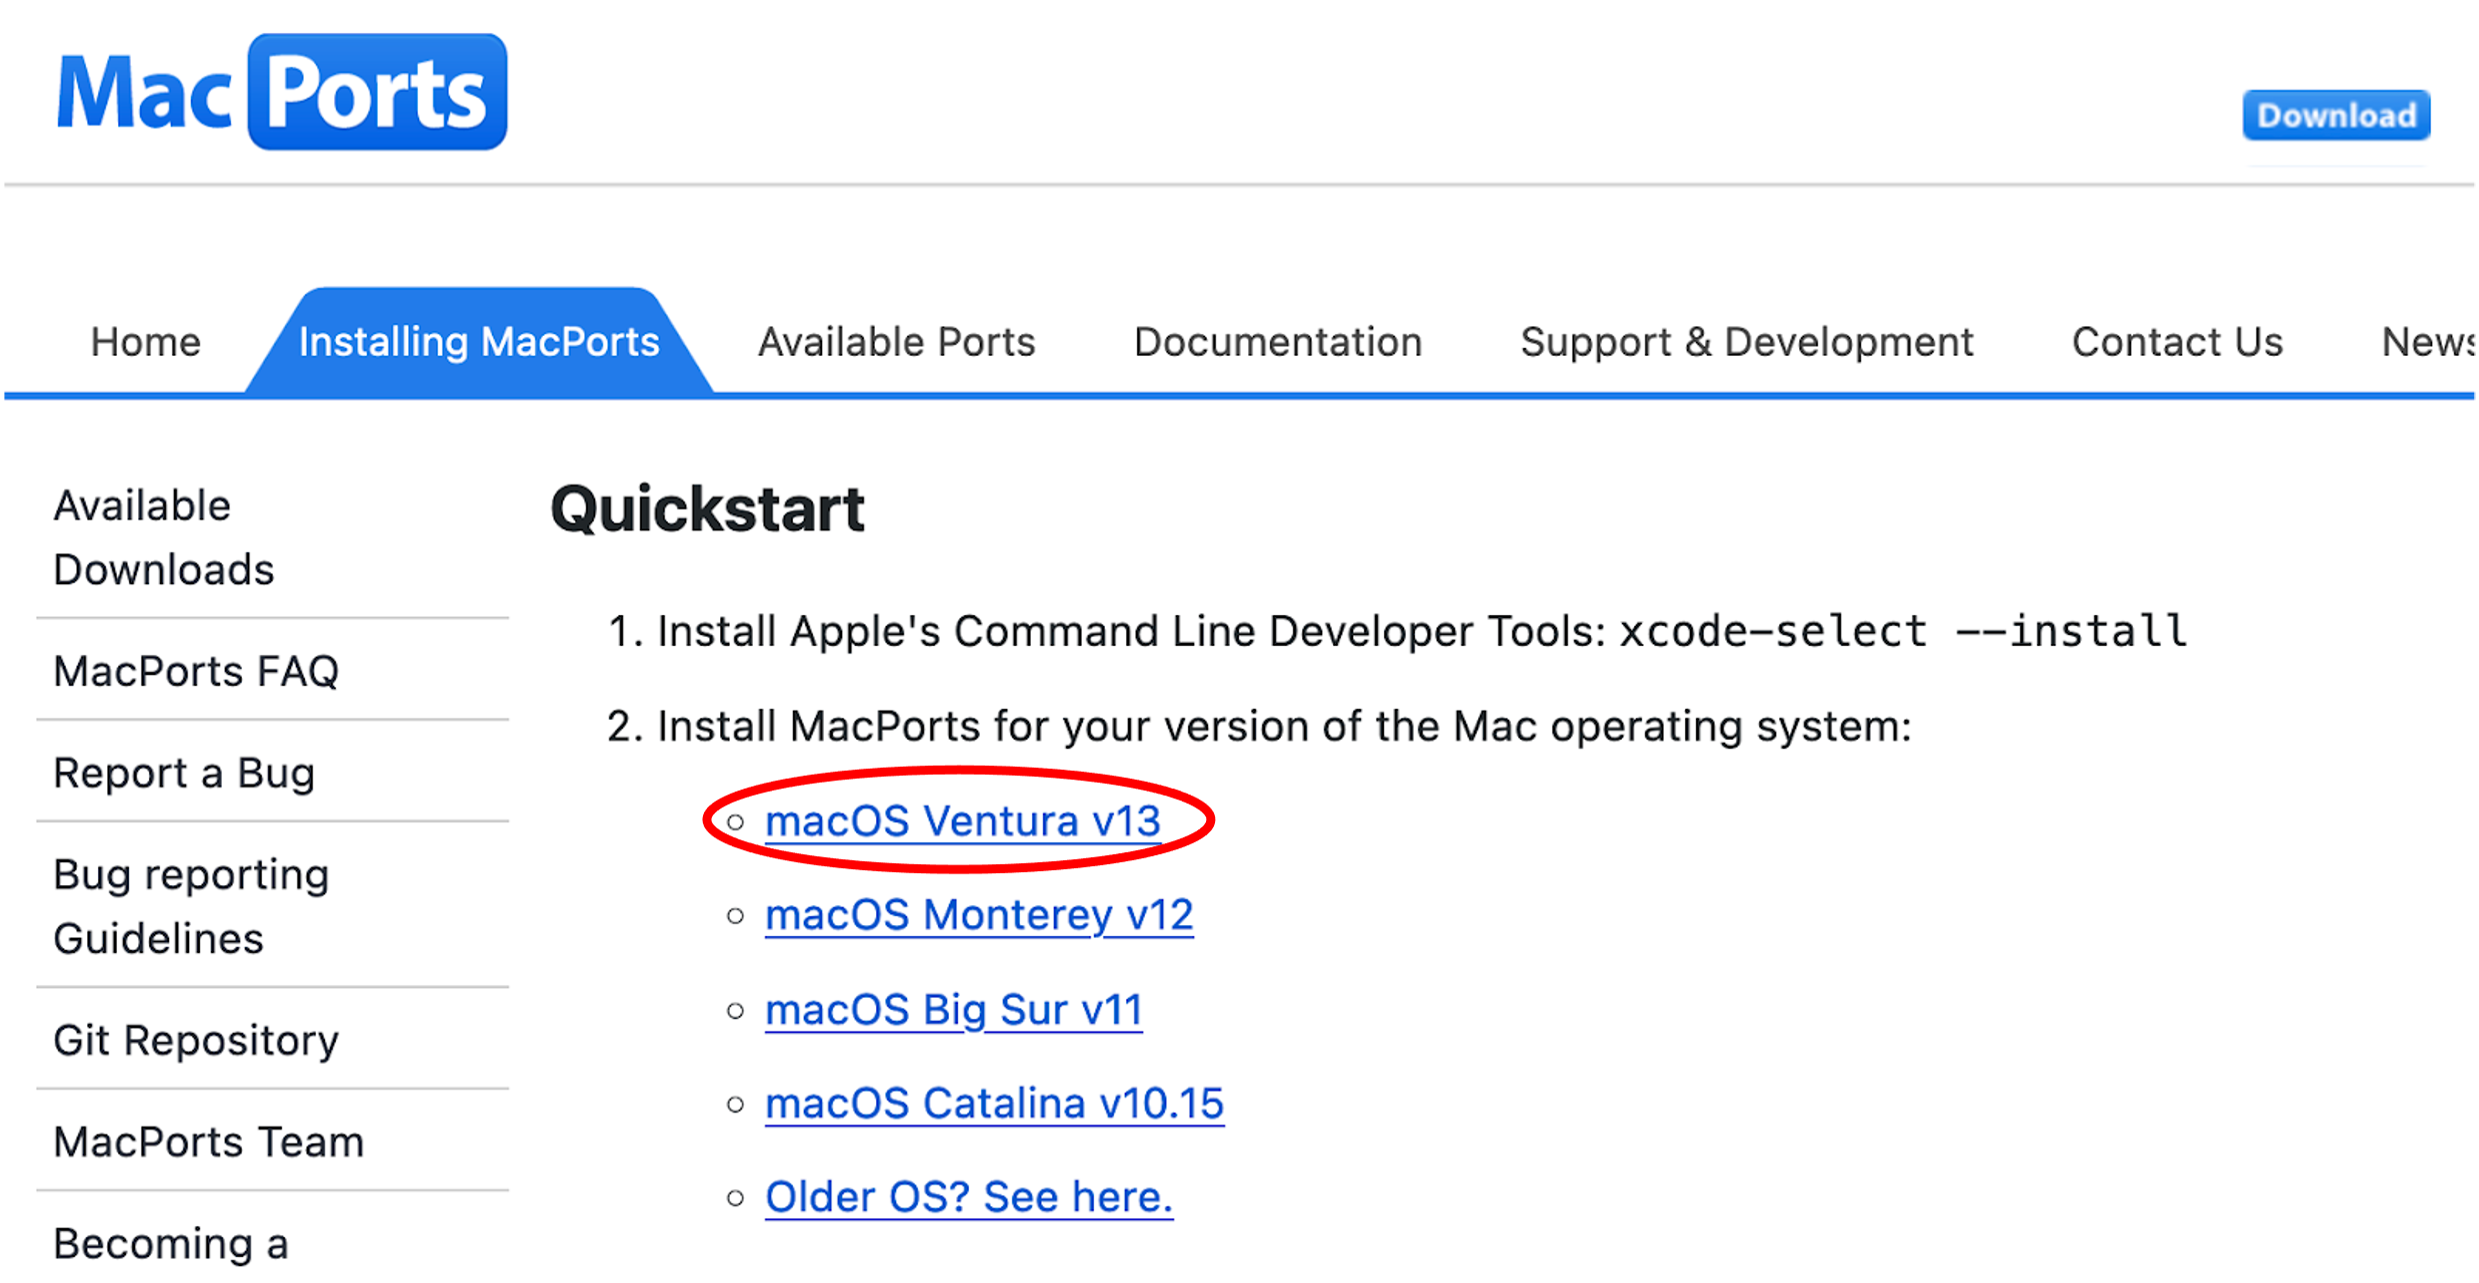 MacPorts
Download
Home Installing MacPorts Available Ports Documentation Support & Development Contact Us News
Available
Downloads
MacPorts FAQ
Report a Bug
Bug reporting
Guidelines
Git Repository
MacPorts Team
Becoming a
Quickstart
1. Install Apple's Command Line Developer Tools: xcode-select --install
2. Install MacPorts for your version of the Mac operating system:
macOS Ventura v13
macOS Monterey v12
macOS Big Sur v11
macOS Catalina v10.15
Older OS? See here.